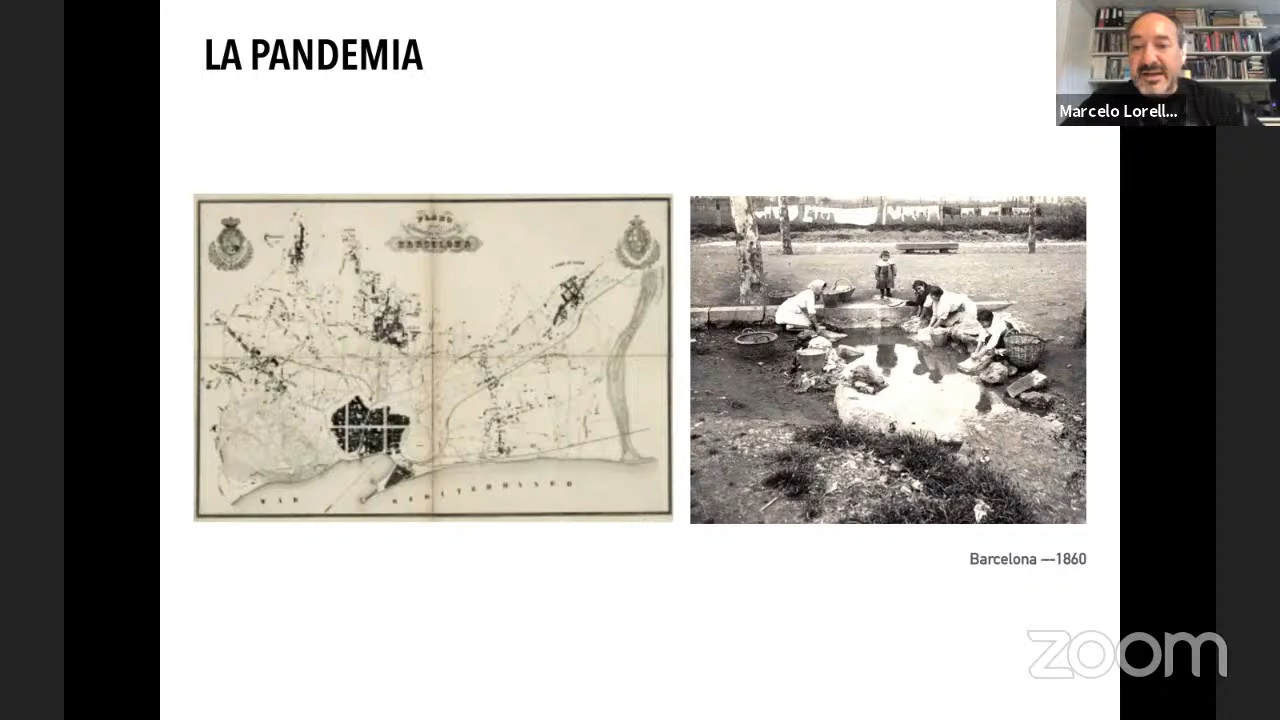 LA PANDEMIA
Marcelo Lorell...
PLANO
BARCELONA
MAR MEDITERRANEO
Barcelona —1860
zoom